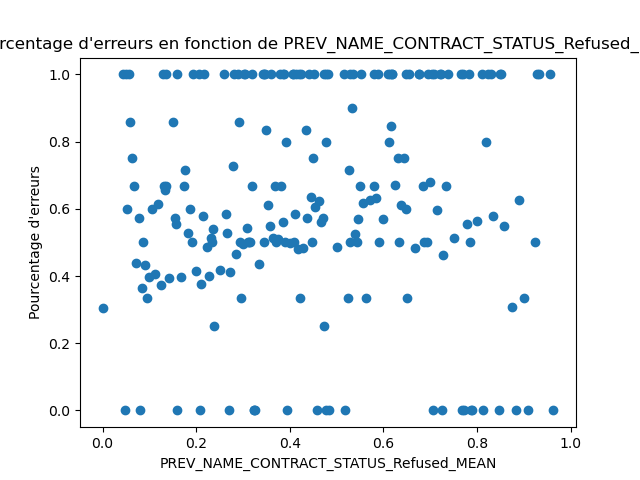 rcentage d'erreurs en fonction de PREV_NAME_CONTRACT_STATUS_Refused_
1.0
0.8
0.6
0.4
0.2
0.0
Pourcentage d'erreurs
0.0 0.2 0.4 0.6 0.8 1.0
PREV_NAME_CONTRACT_STATUS_Refused_MEAN